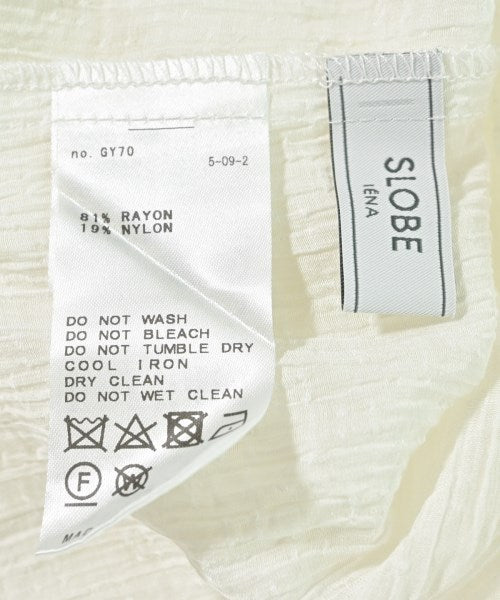 no. GY70
5-09-2
81% RAYON
19% NYLON
DO NOT WASH
DO NOT BLEACH
DO NOT TUMBLE DRY
COOL IRON
DRY CLEAN
DO NOT WET CLEAN
F
W
SLOBE
IÉNA